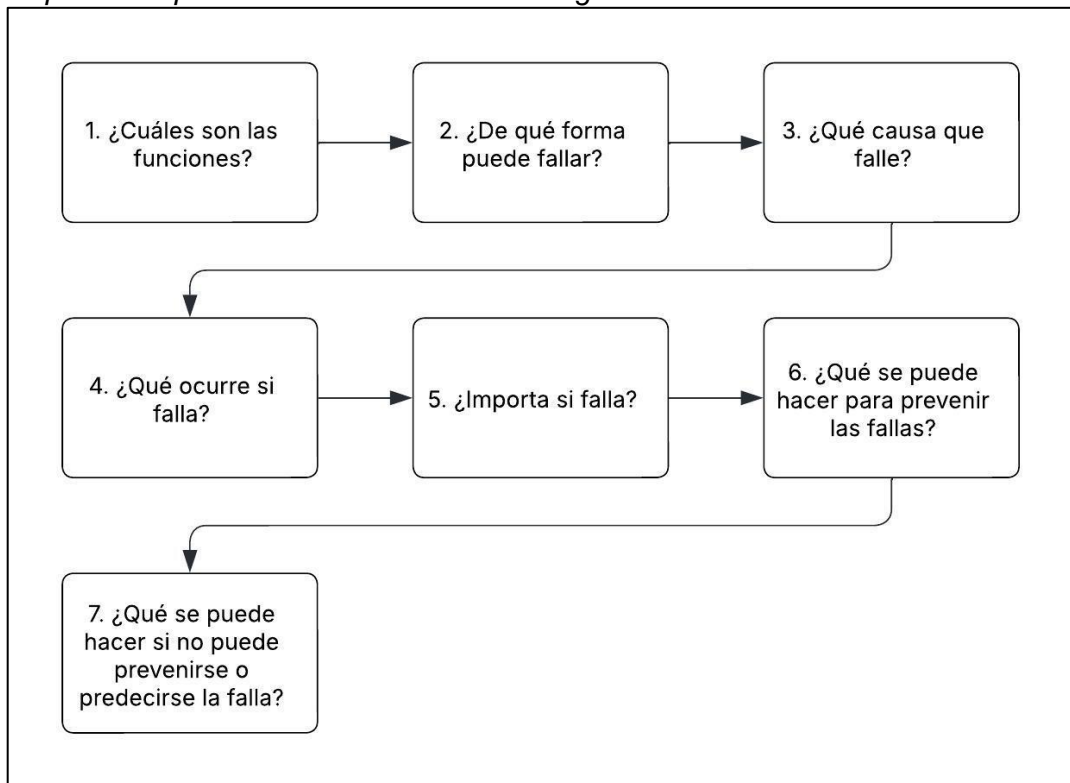 1. ¿Cuáles son las
funciones?
2. ¿De qué forma
puede fallar?
3. ¿Qué causa que
falle?
4. ¿Qué ocurre si
falla?
5. ¿Importa si falla?
6. ¿Qué se puede
hacer para prevenir
las fallas?
7. ¿Qué se puede
hacer si no puede
prevenirse o
predecirse la falla?